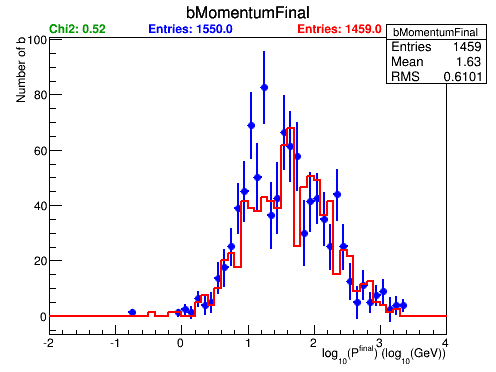 bMomentumFinal
Chi2: 0.52 Entries: 1550.0 Entries: 1459.0
bMomentumFinal
Entries 1459
Mean 1.63
RMS 0.6101
Number of b
100
80
60
40
20
0
-2 -1 0 1 2 3 4
log10(Pfinal) (log10(GeV))